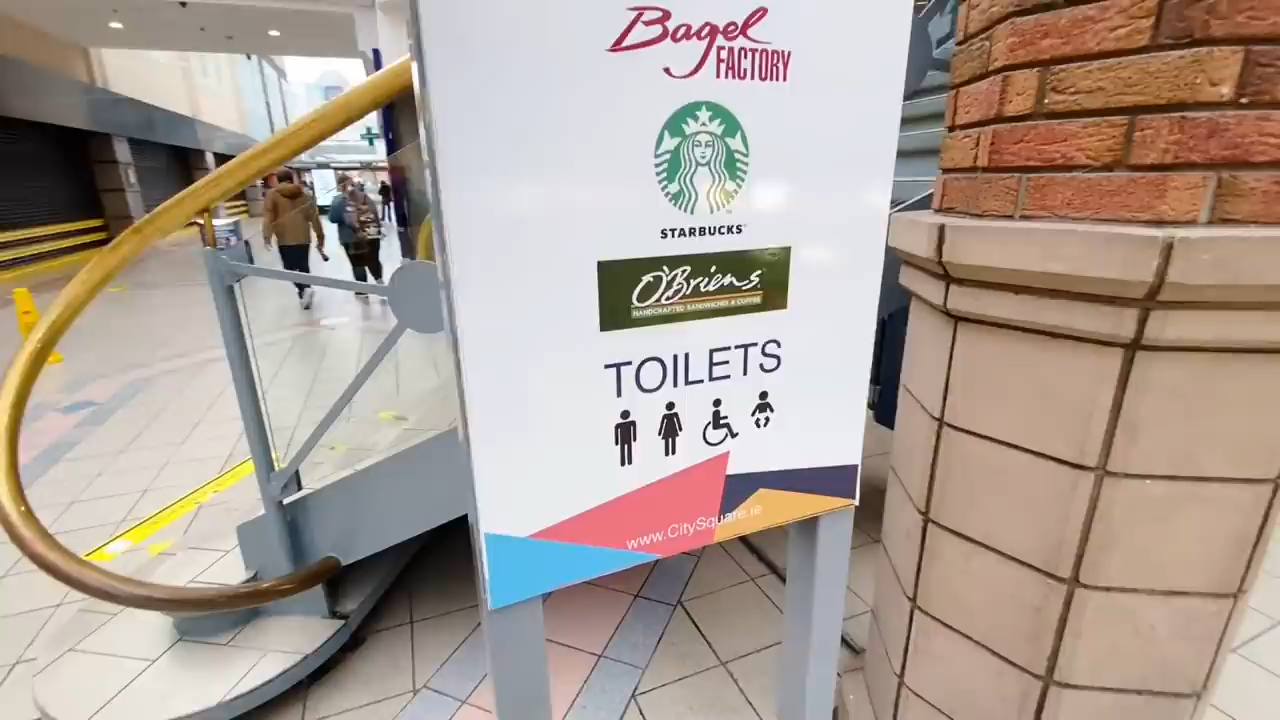 Bagel
FACTORY
STARBUCKS
O'Briens
HANDCRAFTED SANDWICHES & COFFEE
TOILETS
www.CitySquare.ie